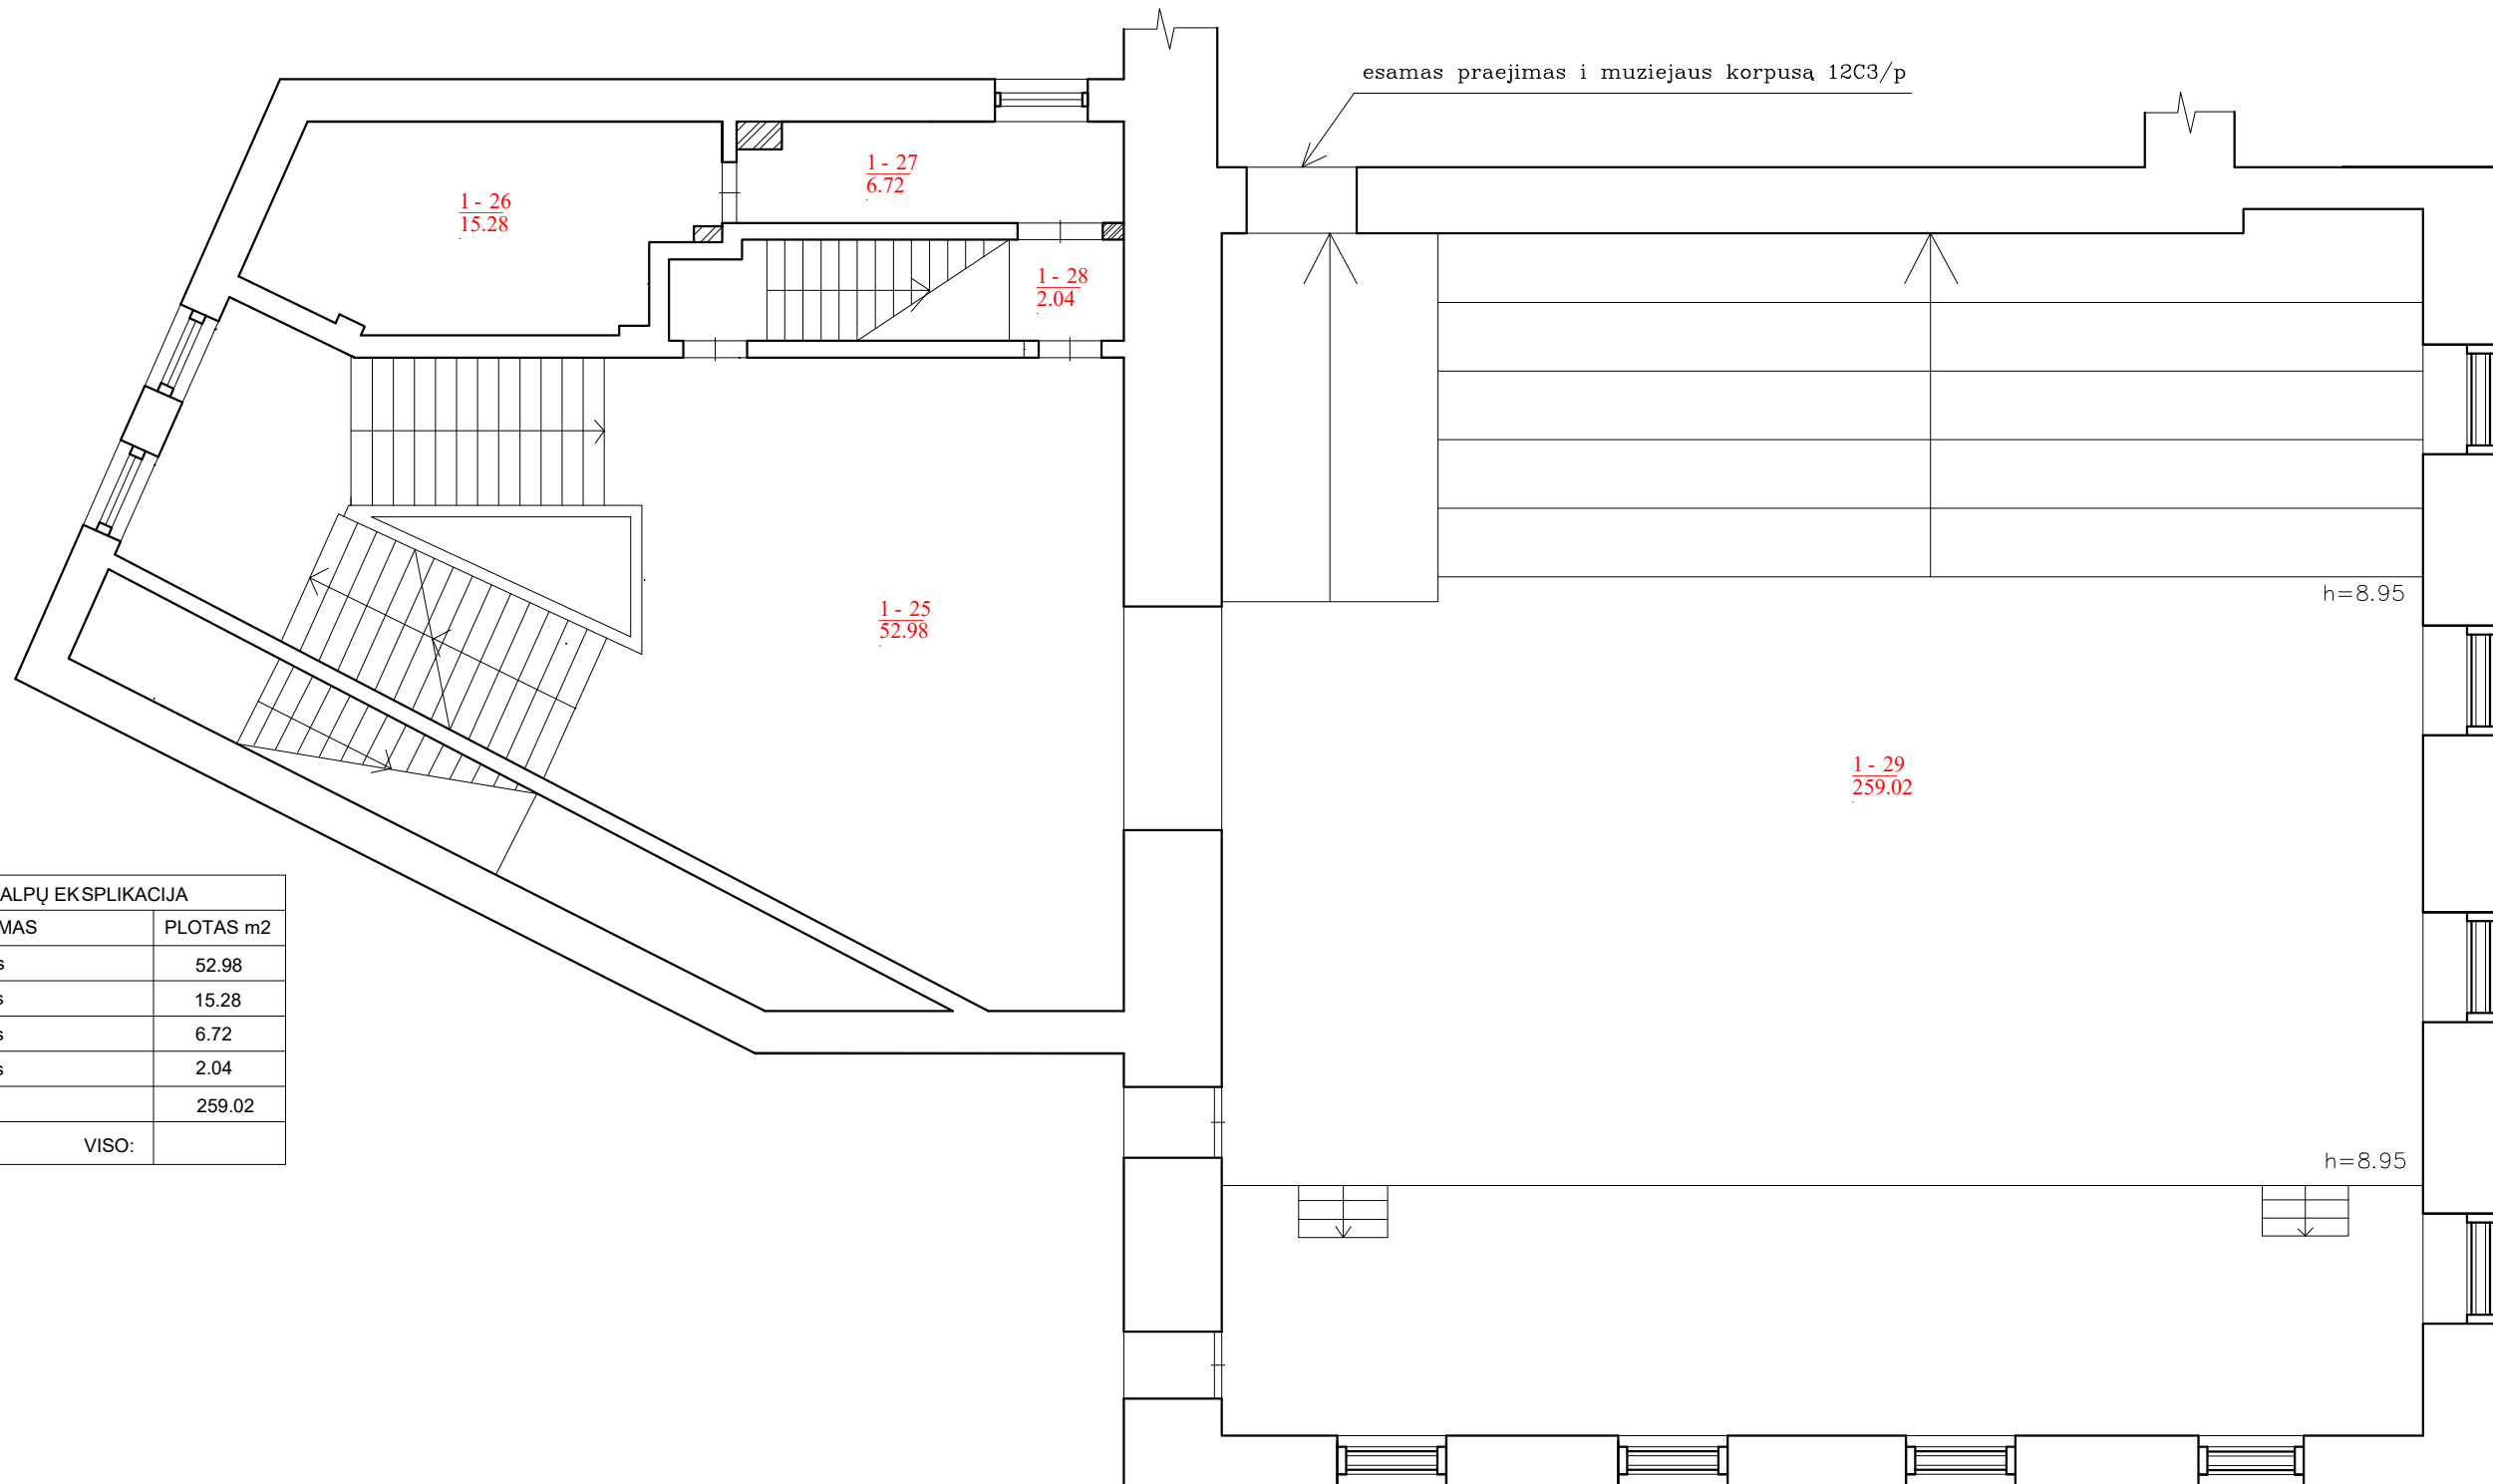 esamas praejimas i muziejaus korpusą 12C3/p
1 - 27
6.72
1 - 26
15.28
1 - 28
2.04
h=8.95
1 - 25
52.98
1 - 29
259.02
ALPŲ EKSPLIKACIJA
MAS PLOTAS m2
s 52.98
s 15.28
s 6.72
s 2.04
259.02
VISO:
h=8.95